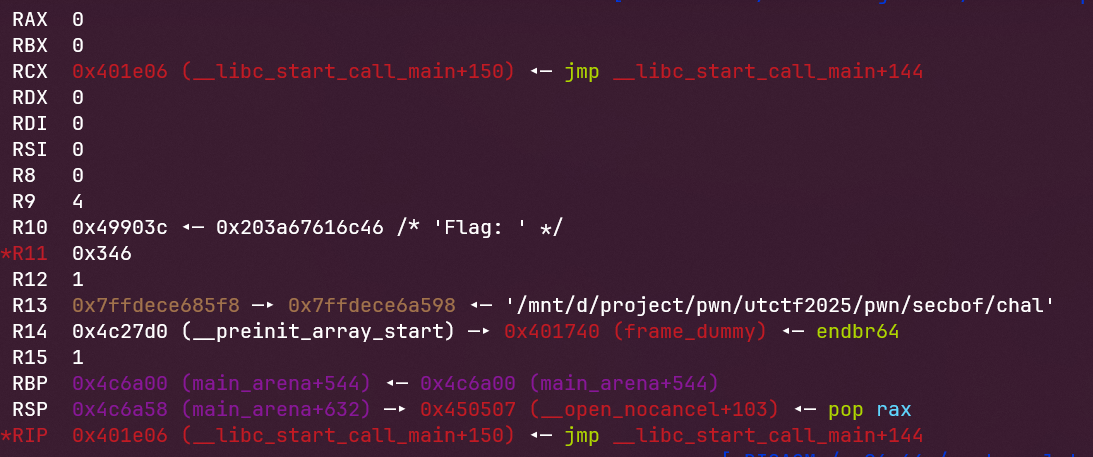 RAX 0
RBX 0
RCX 0x401e06 (__libc_start_call_main+150) ◂— jmp __libc_start_call_main+144
RDX 0
RDI 0
RSI 0
R8 0
R9 4
R10 0x49903c ◂— 0x203a67616c46 /* 'Flag: ' */
*R11 0x346
R12 1
R13 0x7ffdece685f8 —▸ 0x7ffdece6a598 ◂— '/mnt/d/project/pwn/utctf2025/pwn/secbof/chal'
R14 0x4c27d0 (__preinit_array_start) —▸ 0x401740 (frame_dummy) ◂— endbr64
R15 1
RBP 0x4c6a00 (main_arena+544) ◂— 0x4c6a00 (main_arena+544)
RSP 0x4c6a58 (main_arena+632) —▸ 0x450507 (__open_nocancel+103) ◂— pop rax
*RIP 0x401e06 (__libc_start_call_main+150) ◂— jmp __libc_start_call_main+144